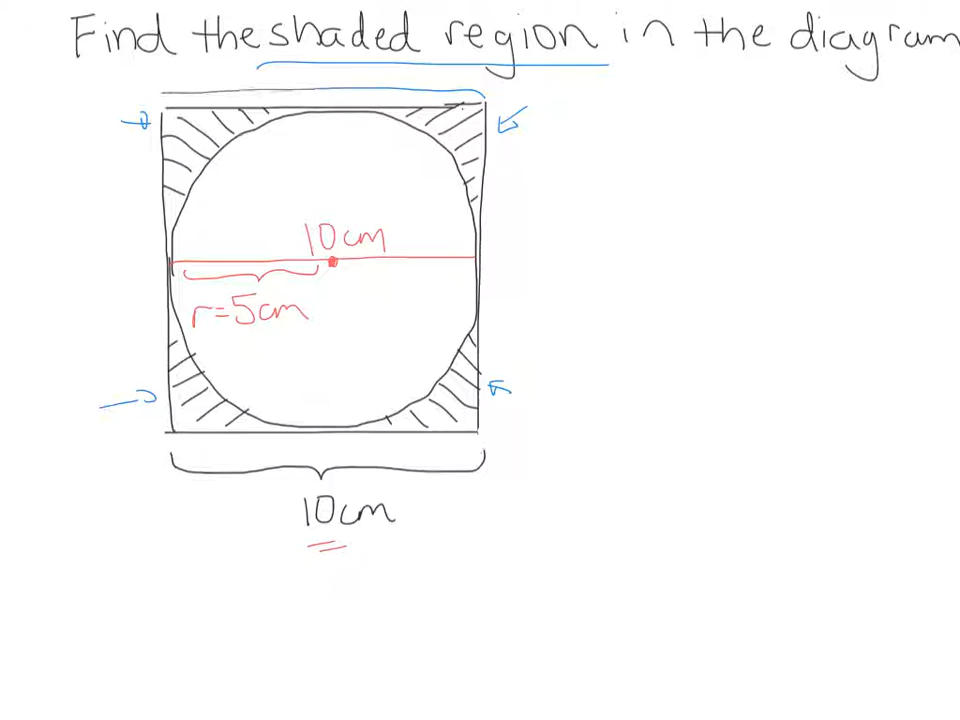 Find the shaded region in the diagram
10cm
r=5cm
10cm